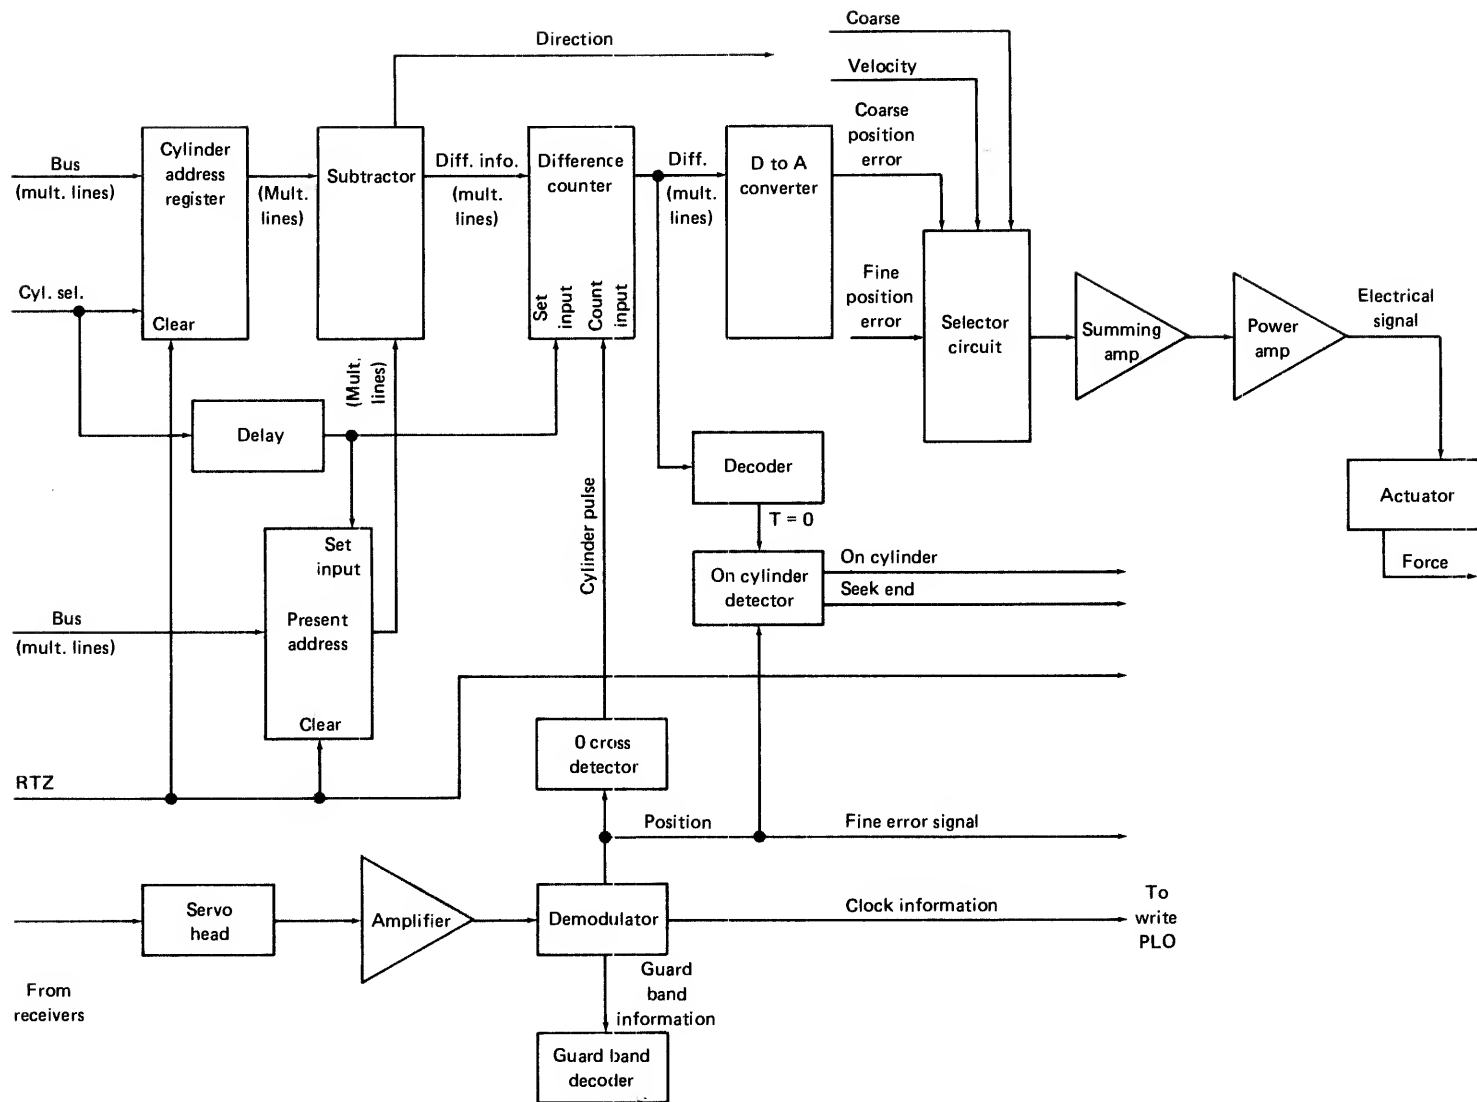 Coarse
Direction
Velocity
Coarse
position
error
Bus
(mult. lines)
Cylinder
address
register
Clear
(Mult.
lines)
Subtractor
Diff. info.
(mult.
lines)
Difference
counter
Set
input
Count
input
Diff.
(mult.
lines)
D to A
converter
Cyl. sel.
Fine
position
error
Selector
circuit
Summing
amp
Power
amp
Electrical
signal
(Mult.
lines)
Delay
Decoder
T = 0
Actuator
Force
Cylinder pulse
Set
input
Present
address
Clear
On cylinder
detector
On cylinder
Seek end
Bus
(mult. lines)
0 cross
detector
RTZ
Position
Fine error signal
Servo
head
Amplifier
Demodulator
Clock information
To
write
PLO
Guard
band
information
From
receivers
Guard band
decoder